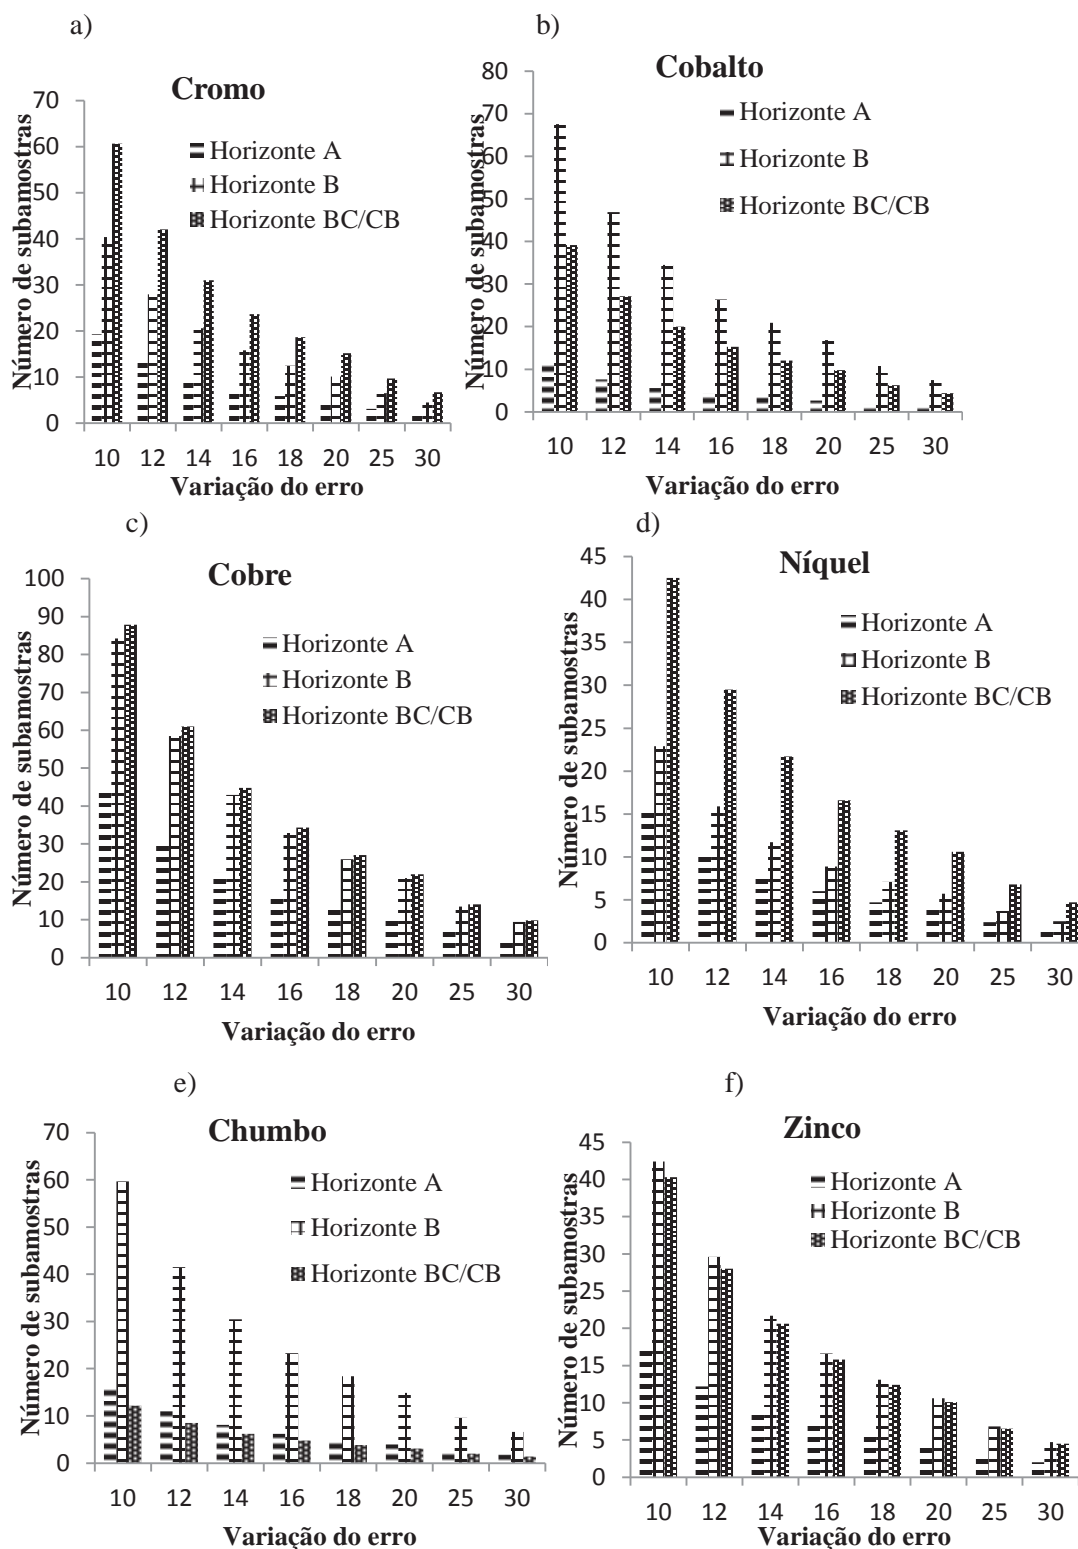 a)
Cromo
Número de subamostras
70
60
50
40
30
20
10
0
Horizonte A
Horizonte B
Horizonte BC/CB
10 12 14 16 18 20 25 30
Variação do erro
b)
Cobalto
Número de subamostras
80
70
60
50
40
30
20
10
0
Horizonte A
Horizonte B
Horizonte BC/CB
10 12 14 16 18 20 25 30
Variação do erro
c)
Cobre
Número de subamostras
100
90
80
70
60
50
40
30
20
10
0
Horizonte A
Horizonte B
Horizonte BC/CB
10 12 14 16 18 20 25 30
Variação do erro
d)
Níquel
Número de subamostras
45
40
35
30
25
20
15
10
5
0
Horizonte A
Horizonte B
Horizonte BC/CB
10 12 14 16 18 20 25 30
Variação do erro
e)
Chumbo
Número de subamostras
70
60
50
40
30
20
10
0
Horizonte A
Horizonte B
Horizonte BC/CB
10 12 14 16 18 20 25 30
Variação do erro
f)
Zinco
Número de subamostras
45
40
35
30
25
20
15
10
5
0
Horizonte A
Horizonte B
Horizonte BC/CB
10 12 14 16 18 20 25 30
Variação do erro